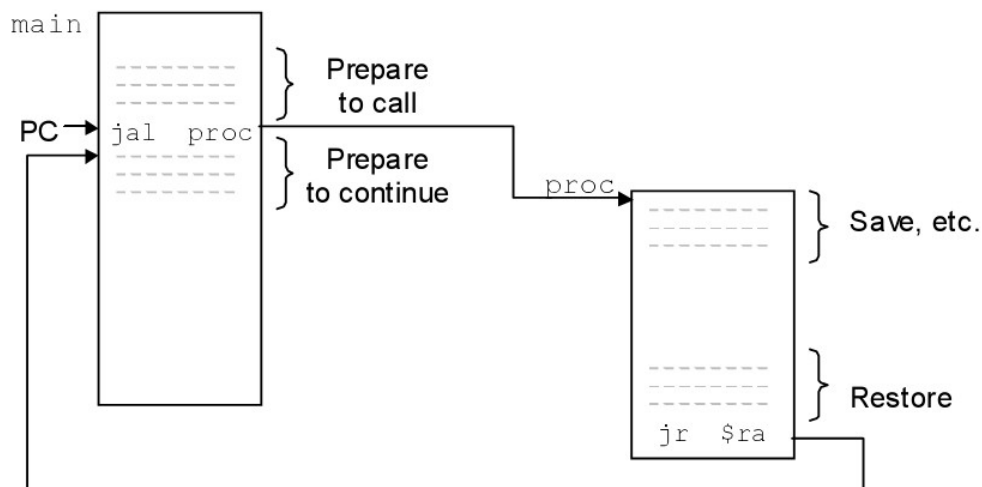 main
Prepare
to call
PC
jal proc
Prepare
to continue
proc
Save, etc.
Restore
jr $ra